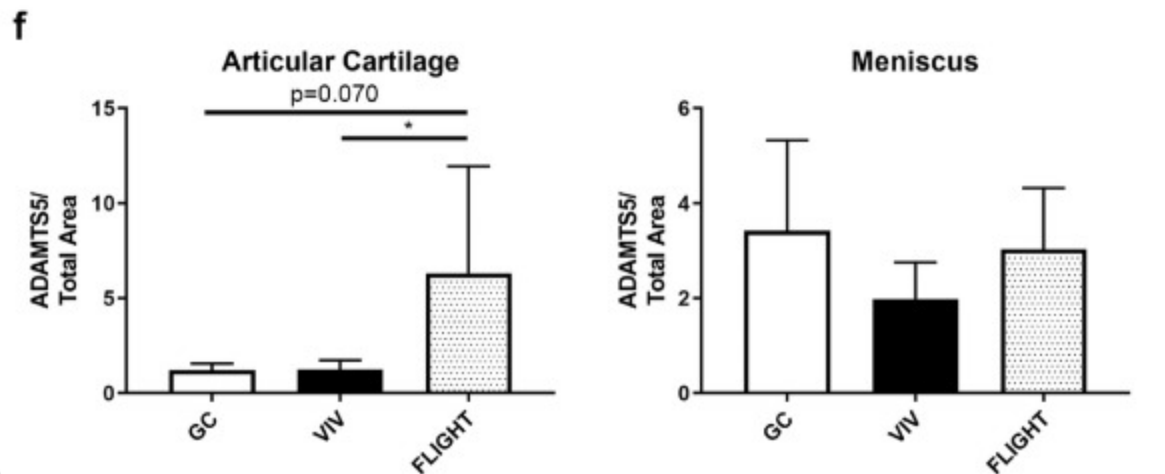 f
Articular Cartilage
p=0.070
*
15
10
5
0
ADAMTS5/
Total Area
GC
VIV
FLIGHT
Meniscus
6
4
2
0
ADAMTS5/
Total Area
GC
VIV
FLIGHT